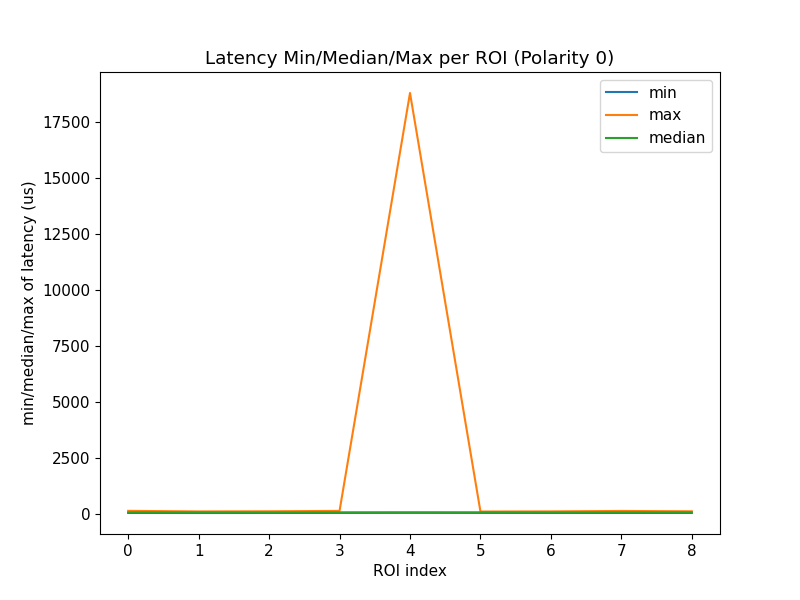 Latency Min/Median/Max per ROI (Polarity 0)
min
max
median
min/median/max of latency (us)
17500
15000
12500
10000
7500
5000
2500
0
0 1 2 3 4 5 6 7 8
ROI index